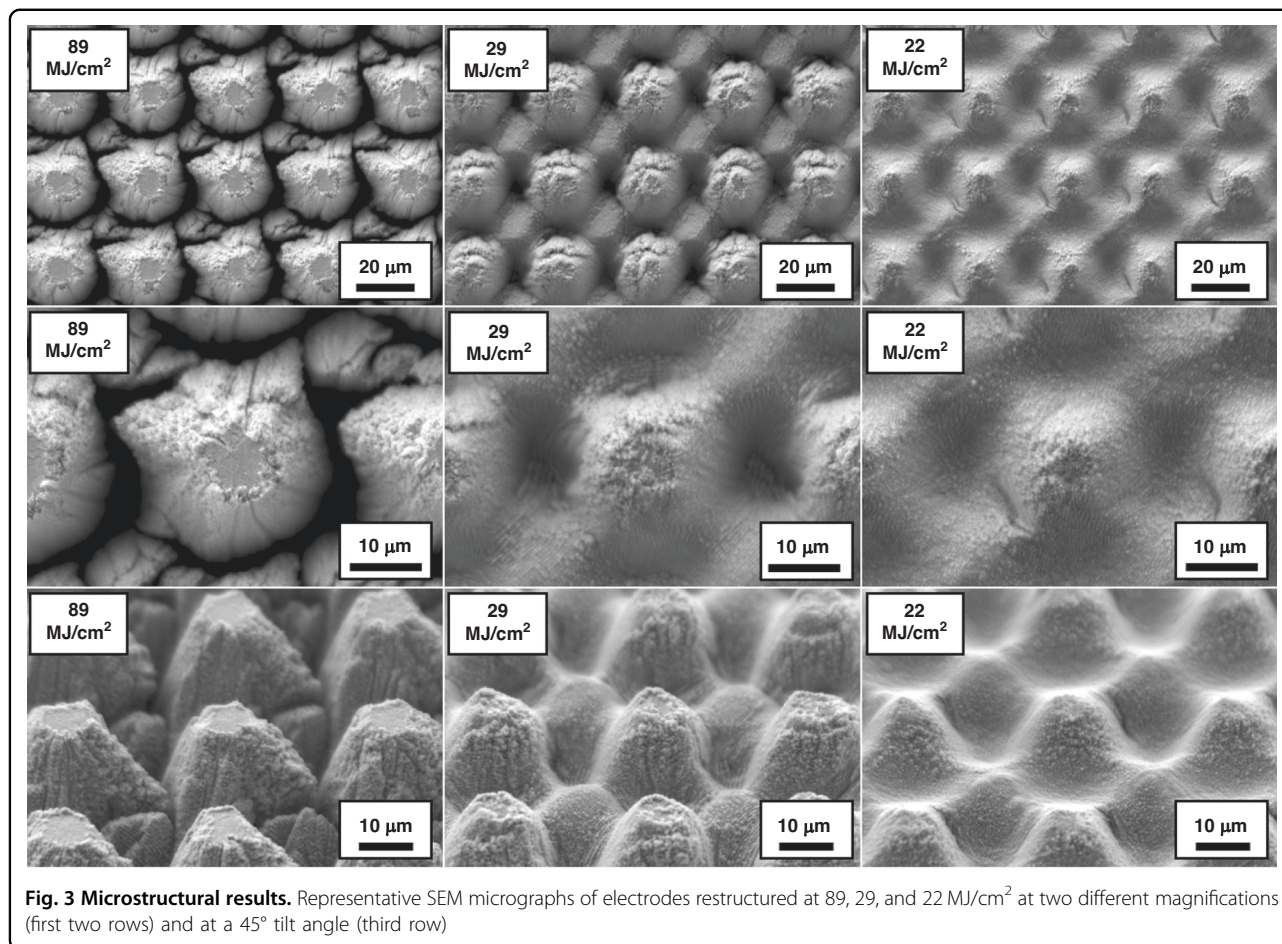 89
MJ/cm²
20 μm
29
MJ/cm²
20 μm
22
MJ/cm²
20 μm
89
MJ/cm²
10 μm
29
MJ/cm²
10 μm
22
MJ/cm²
10 μm
89
MJ/cm²
10 μm
29
MJ/cm²
10 μm
22
MJ/cm²
10 μm
Fig. 3 Microstructural results. Representative SEM micrographs of electrodes restructured at 89, 29, and 22 MJ/cm² at two different magnifications
(first two rows) and at a 45° tilt angle (third row)